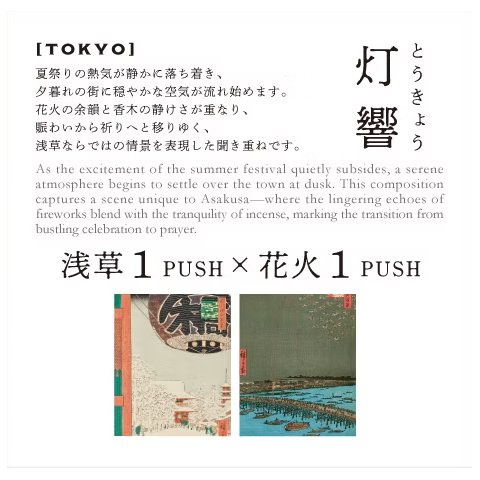 [TOKYO]
夏祭りの熱気が静かに落ち着き、
夕暮れの街に穏やかな空気が流れ始めます。
花火の余韻と香木の静けさが重なり、
賑わいから祈りへと移りゆく、
浅草ならではの情景を表現した聞き重ねです。
灯響
とうきょう
As the excitement of the summer festival quietly subsides, a serene
atmosphere begins to settle over the town at dusk. This composition
captures a scene unique to Asakusa—where the lingering echoes of
fireworks blend with the tranquility of incense, marking the transition from
bustling celebration to prayer.
浅草1 PUSH×花火1 PUSH